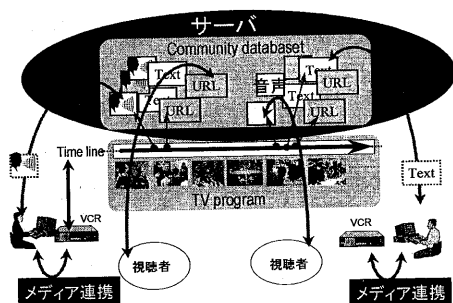 サーバ
Community databaset
Text
URL
Text
URL
音声
Text
URL
Text
URL
Time line
TV program
Text
VCR
VCR
視聴者
視聴者
メディア連携
メディア連携